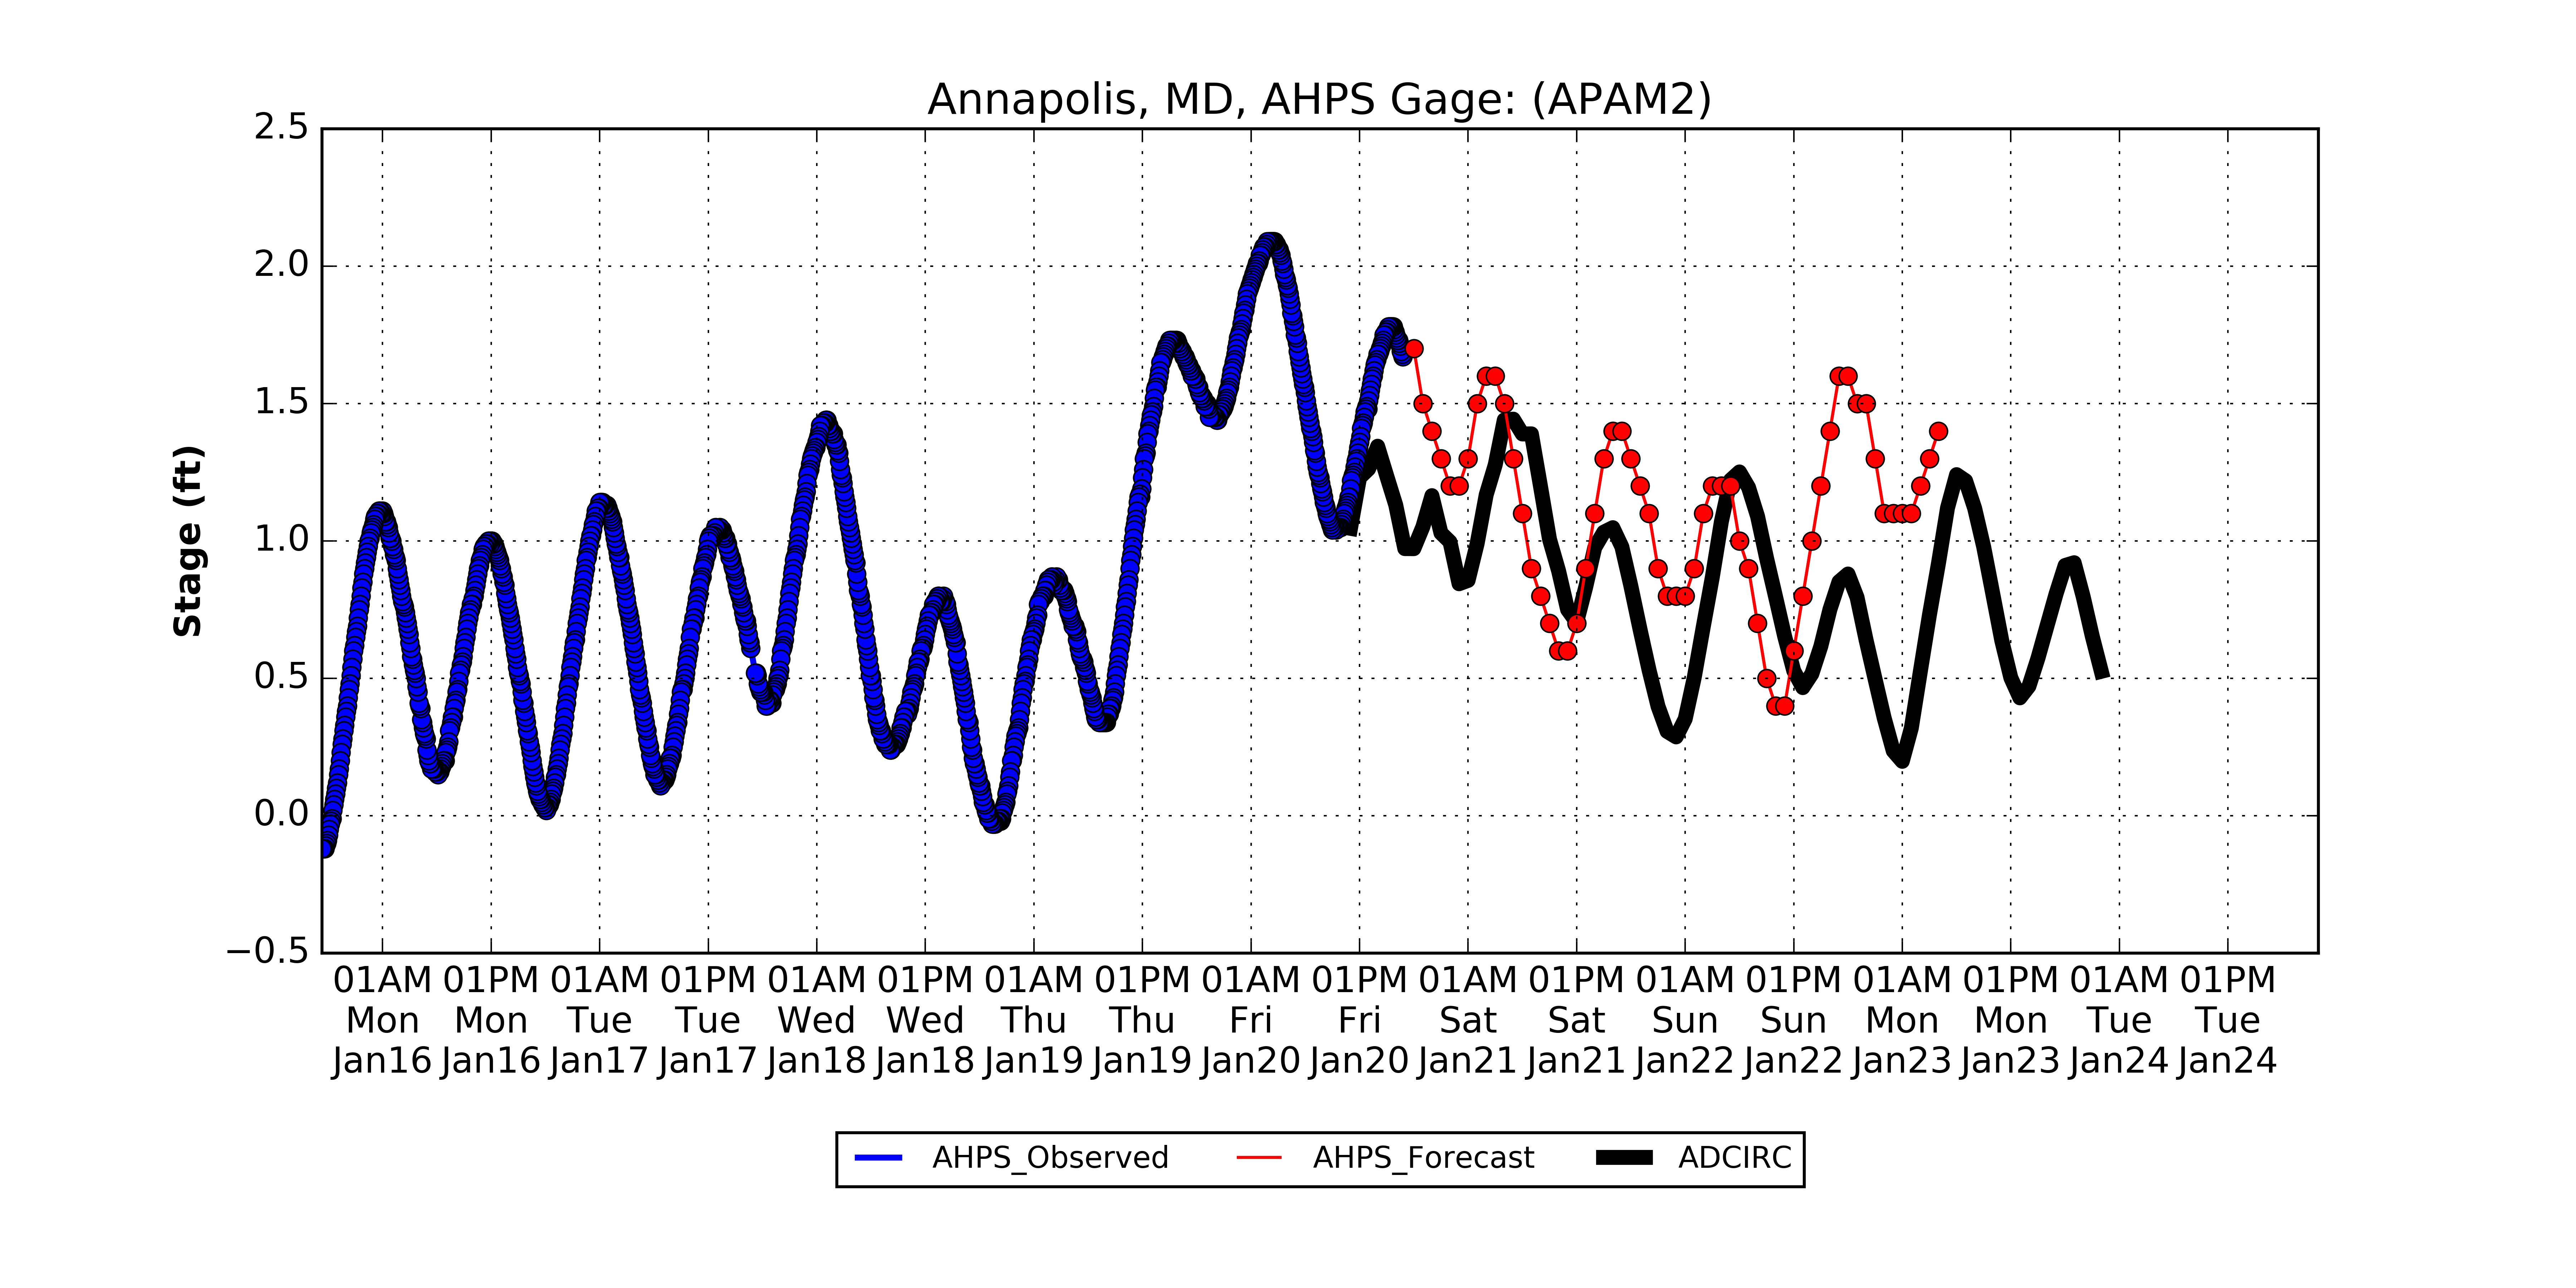 Annapolis, MD, AHPS Gage: (APAM2)
2.5
2.0
1.5
1.0
0.5
0.0
−0.5
Stage (ft)
01AM 01PM 01AM 01PM 01AM 01PM 01AM 01PM 01AM 01PM 01AM 01PM 01AM 01PM 01AM 01PM 01AM 01PM
Mon Mon Tue Tue Wed Wed Thu Thu Fri Fri Sat Sat Sun Sun Mon Mon Tue Tue
Jan16 Jan16 Jan17 Jan17 Jan18 Jan18 Jan19 Jan19 Jan20 Jan20 Jan21 Jan21 Jan22 Jan22 Jan23 Jan23 Jan24 Jan24
AHPS_Observed AHPS_Forecast ADCIRC